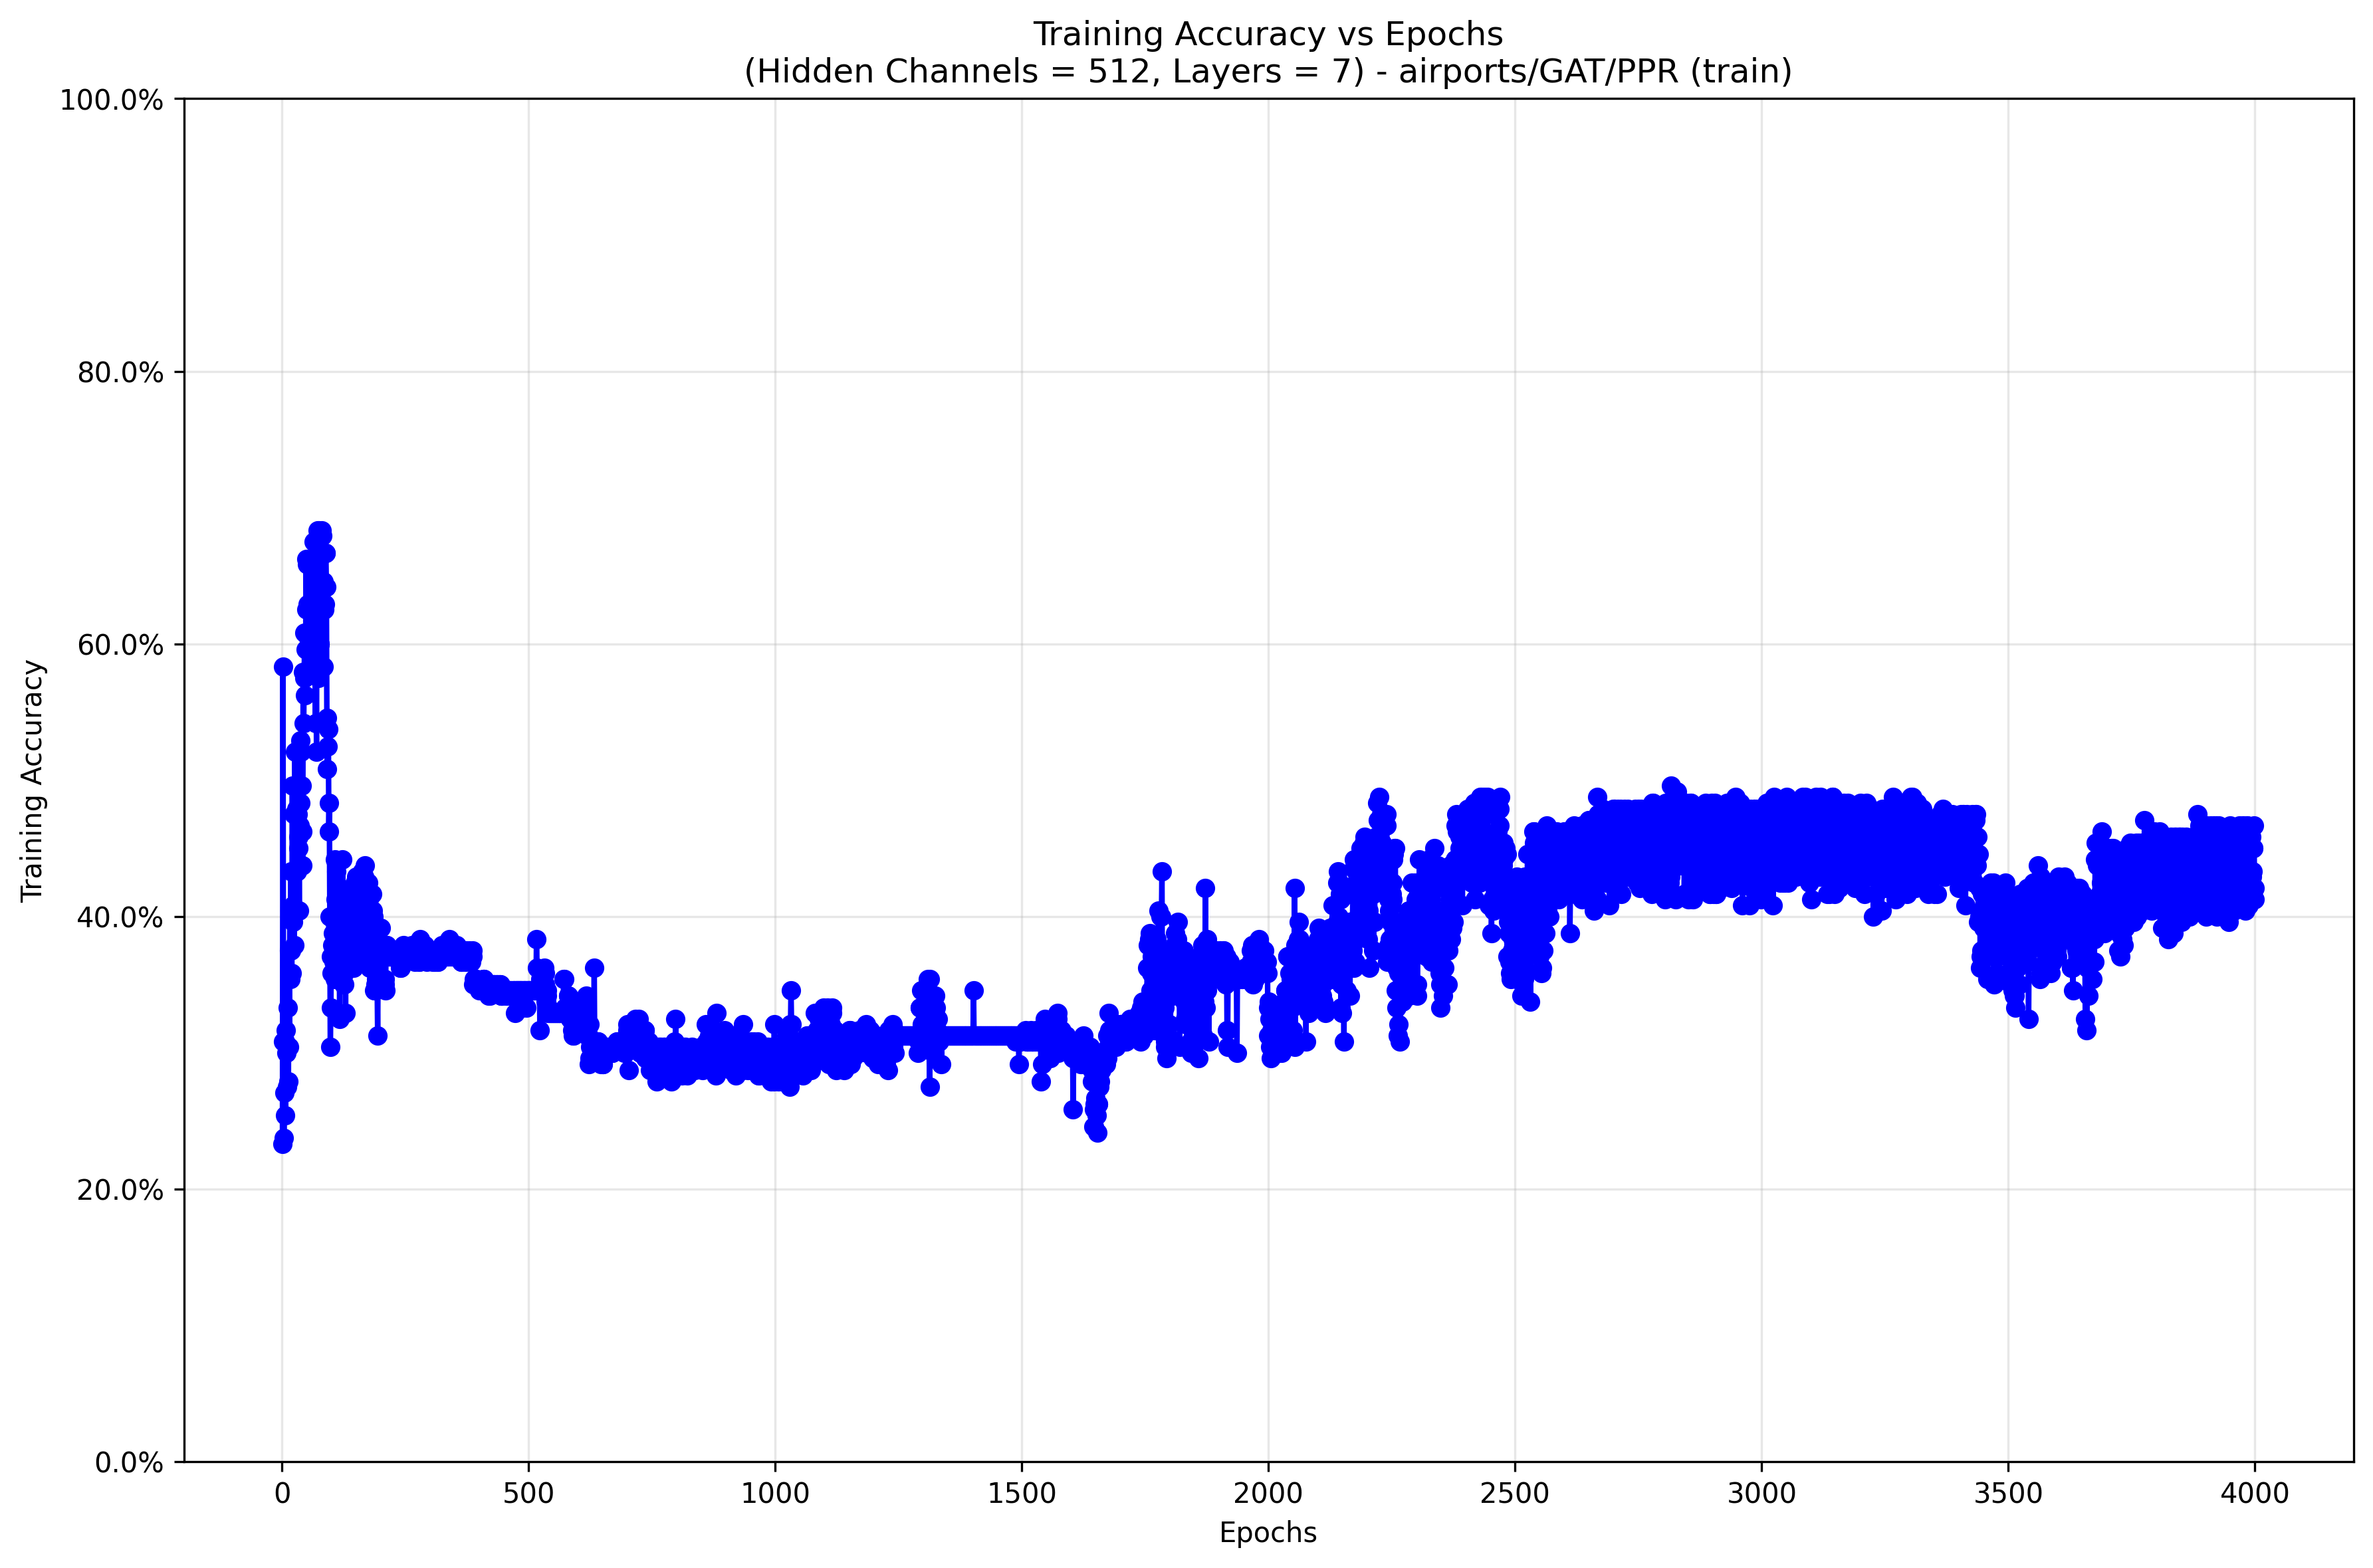 Training Accuracy vs Epochs
(Hidden Channels = 512, Layers = 7) - airports/GAT/PPR (train)
100.0%
80.0%
60.0%
40.0%
20.0%
0.0%
Training Accuracy
0 500 1000 1500 2000 2500 3000 3500 4000
Epochs